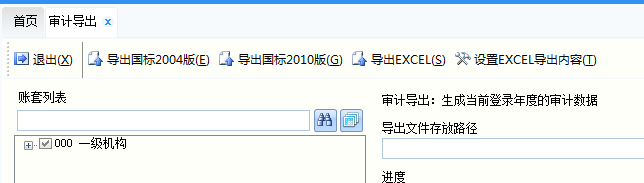 首页 审计导出 x
退出(X) 导出国标2004版(E) 导出国标2010版(G) 导出EXCEL(S) 设置EXCEL导出内容(T)
账套列表
000 一级机构
审计导出：生成当前登录年度的审计数据
导出文件存放路径
进度